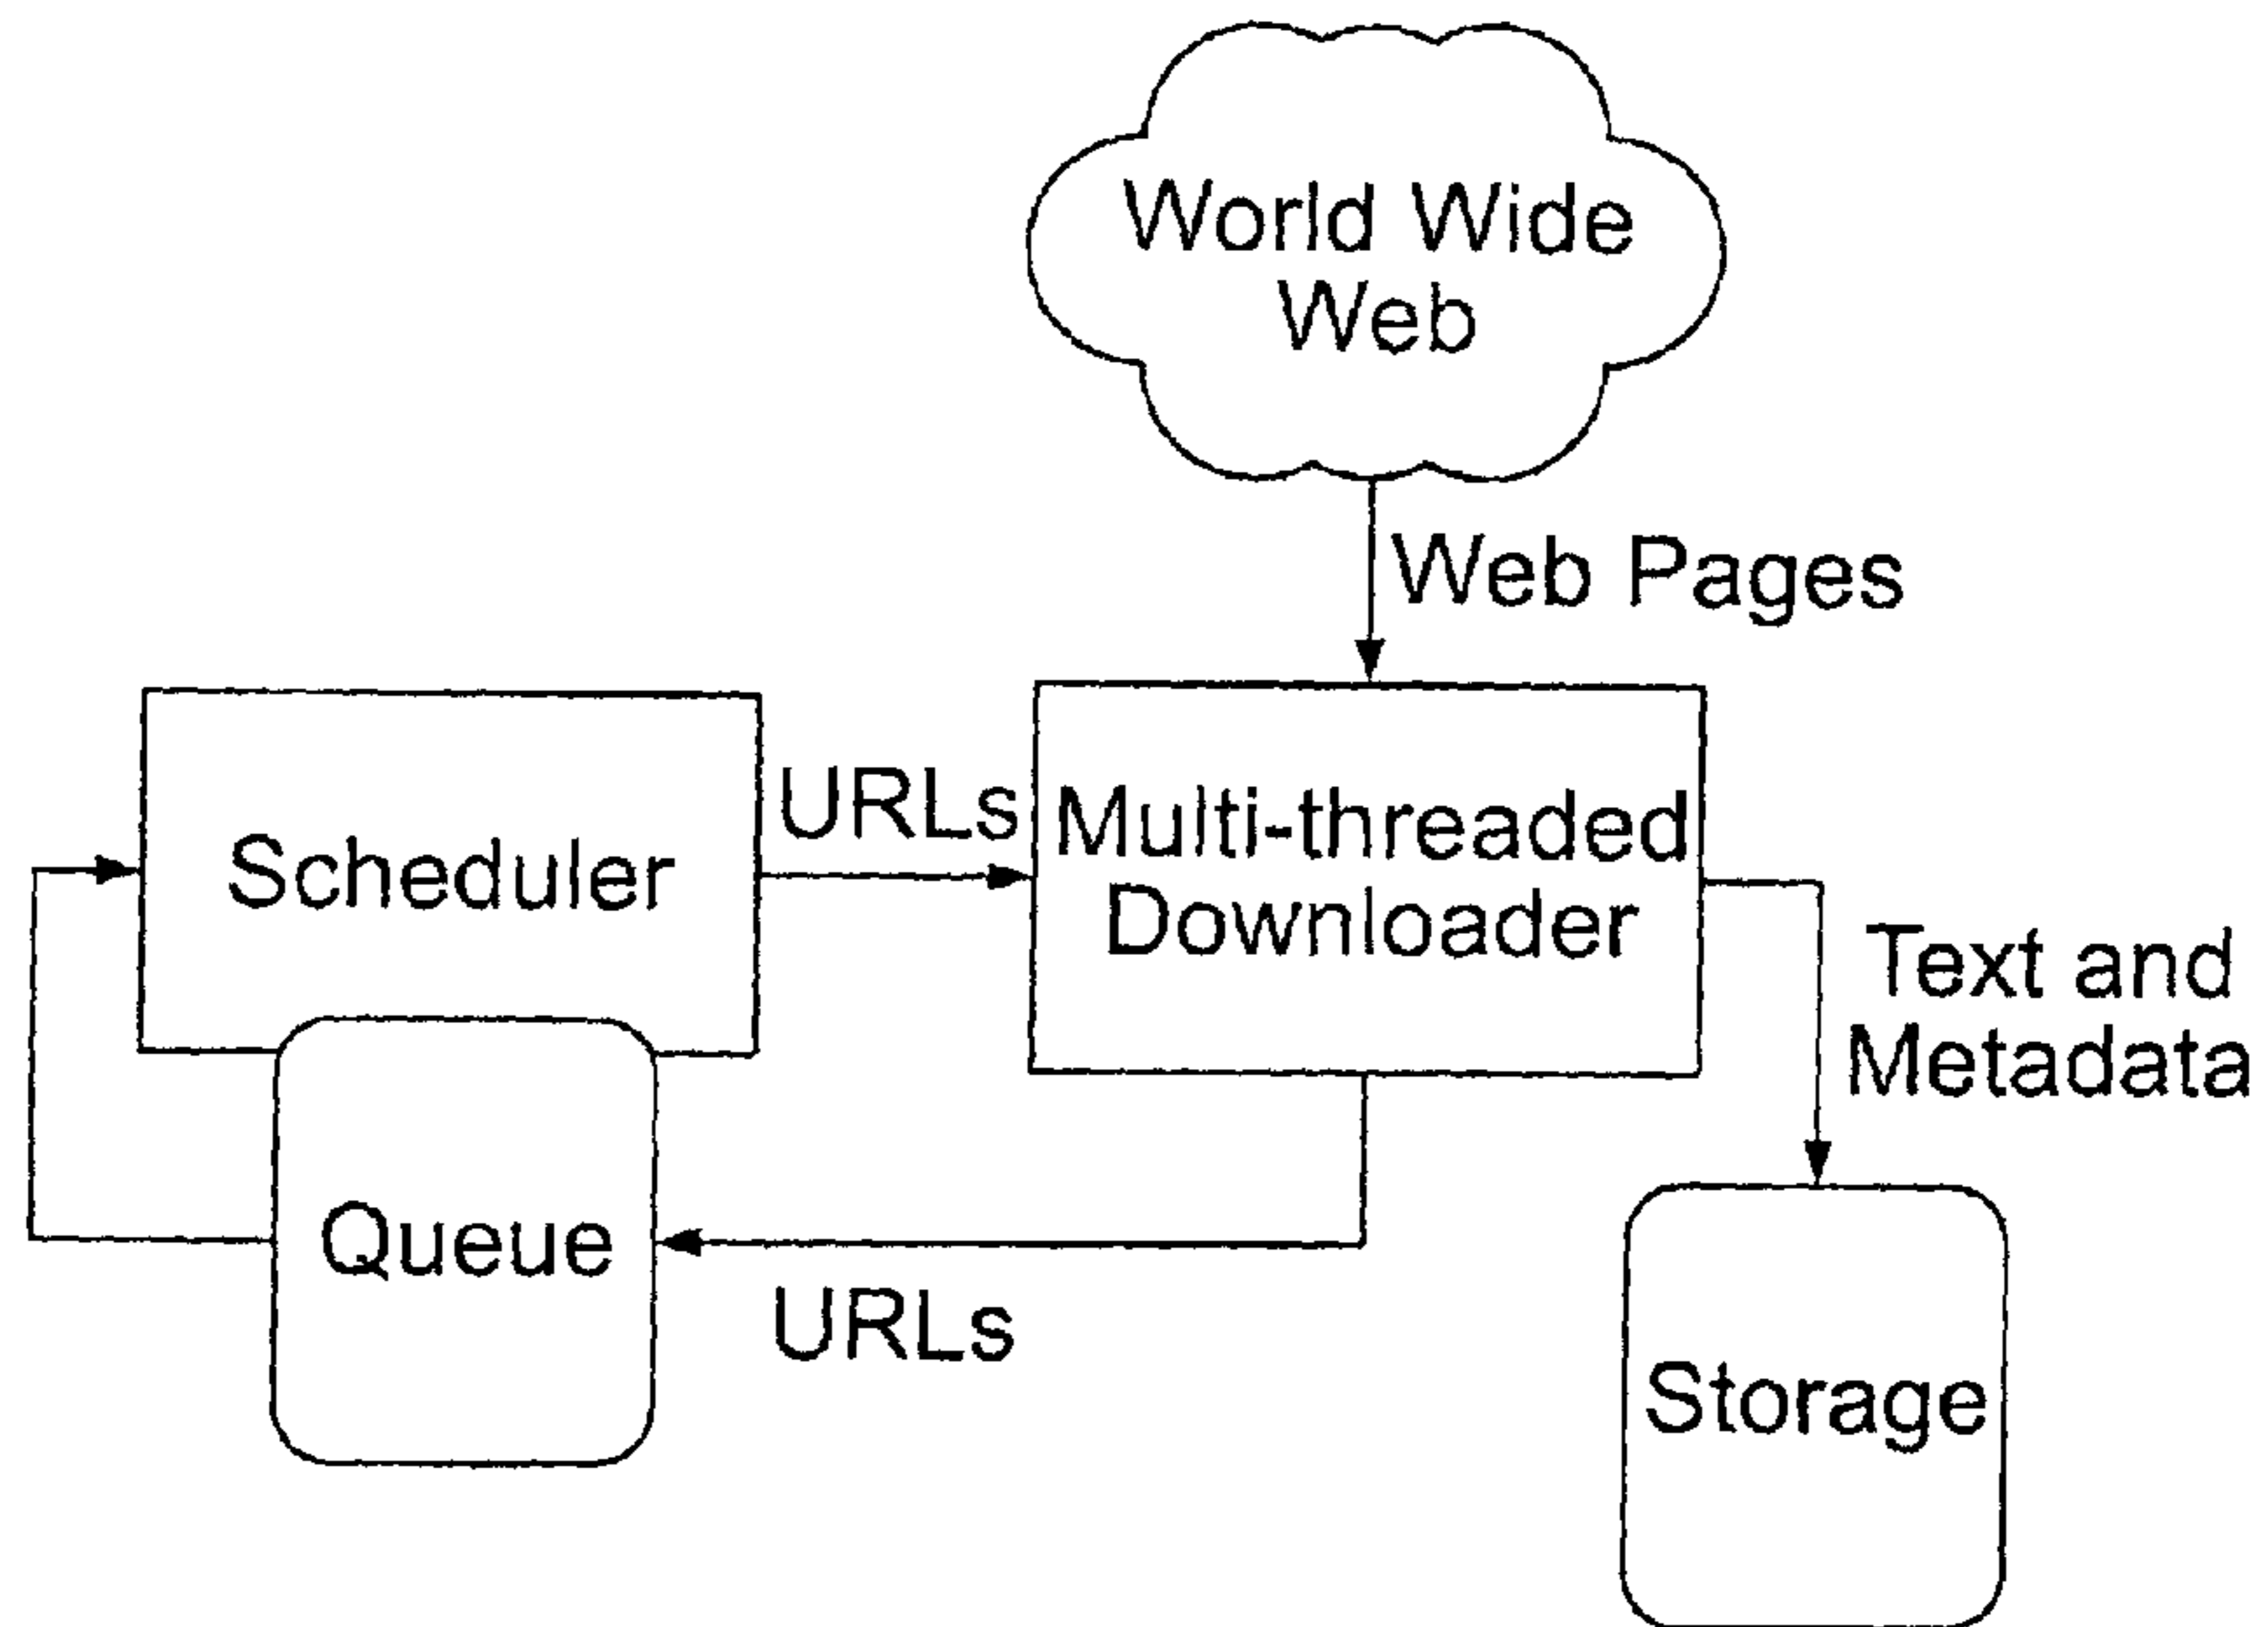 World Wide
Web
Web Pages
URLs
Multi-threaded
Downloader
Scheduler
Text and
Metadata
Queue
URLs
Storage